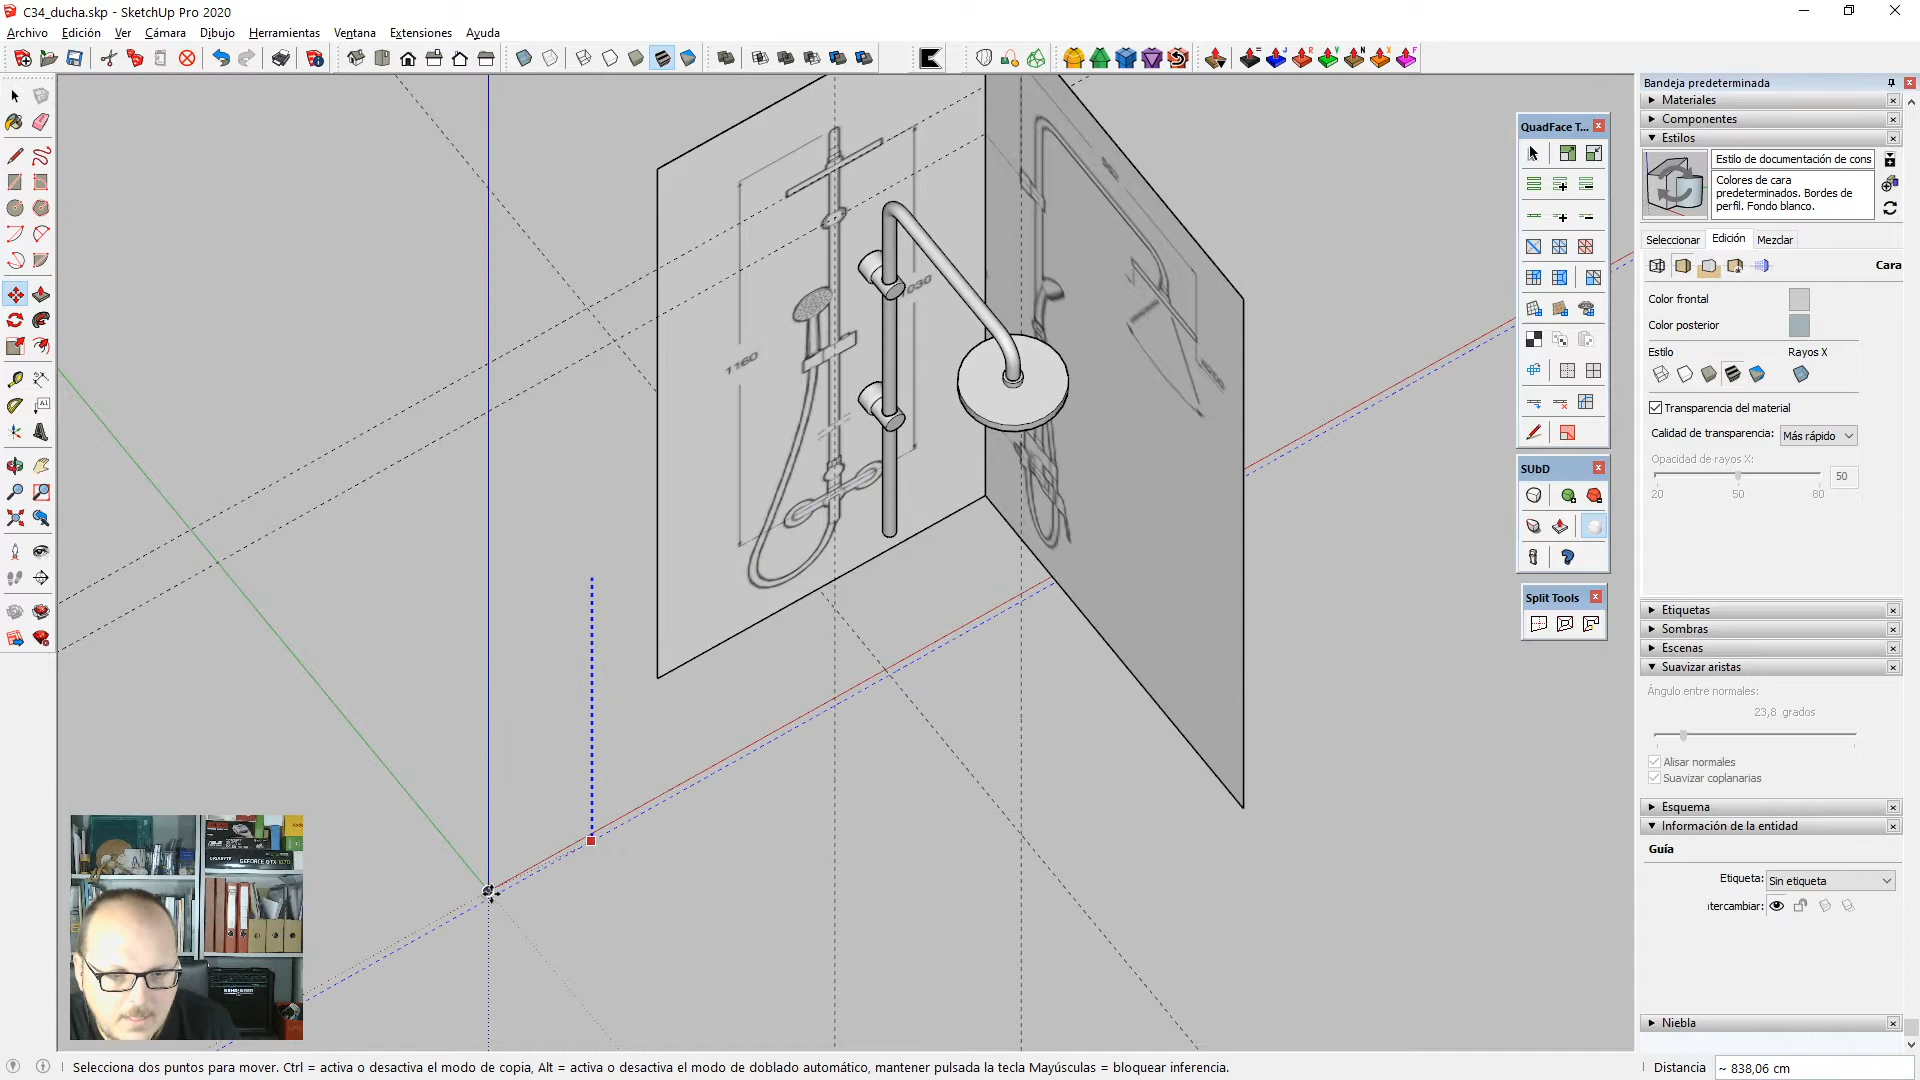 C34_ducha.skp - SketchUp Pro 2020
Archivo Edición Ver Cámara Dibujo Herramientas Ventana Extensiones Ayuda
Bandeja predeterminada
Materiales
Componentes
Estilos
Estilo de documentación de cons
Colores de cara
predeterminados. Bordes de
perfil. Fondo blanco.
Seleccionar Edición Mezclar
Cara
Color frontal
Color posterior
Estilo Rayos X
Transparencia del material
Calidad de transparencia: Más rápido
Opacidad de rayos X:
50
20 50 80
Etiquetas
Sombras
Escenas
Suavizar aristas
Ángulo entre normales:
23,8 grados
Alisar normales
Suavizar coplanarias
Esquema
Información de la entidad
Guía
Etiqueta: Sin etiqueta
ntercambiar:
Niebla
QuadFace T...
SUbD
Split Tools
1160
1030
GIGABYTE
GEFORCE GTX 1070
Selecciona dos puntos para mover. Ctrl = activa o desactiva el modo de copia, Alt = activa o desactiva el modo de doblado automático, mantener pulsada la tecla Mayúsculas = bloquear inferencia.
Distancia ~ 838,06 cm